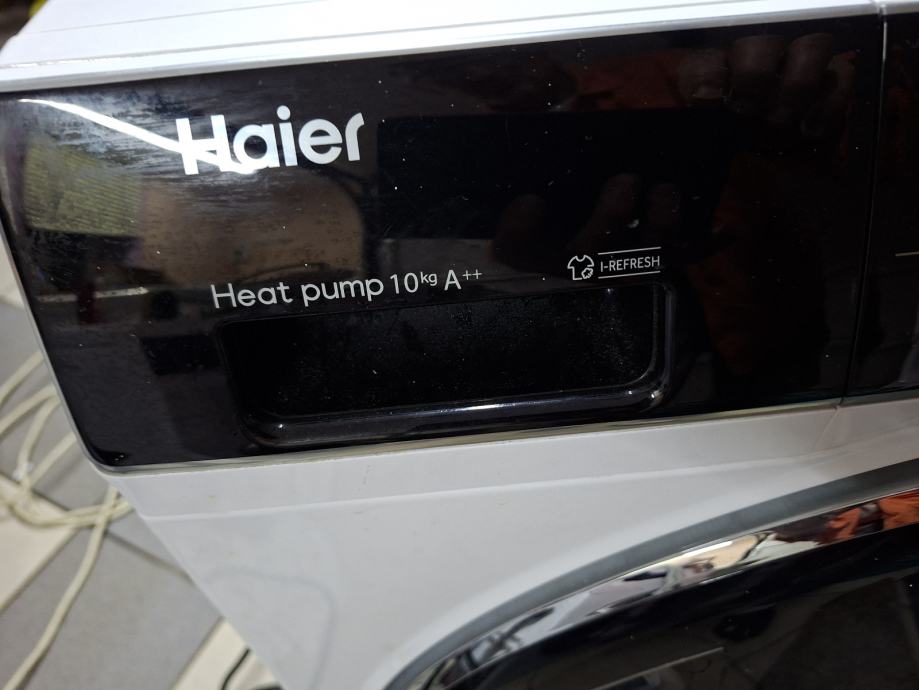 Haier
Heat pump 10kg A++
I-REFRESH